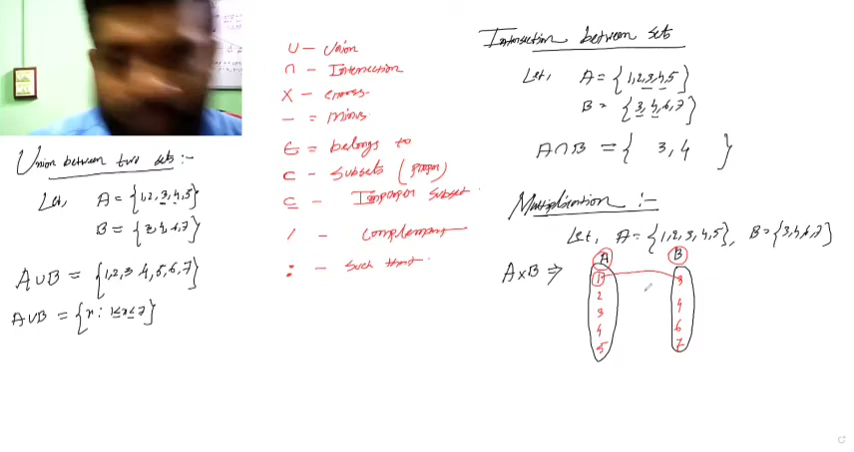 Union between two sets :-
Let, A = {1,2,3,4,5}
B = {3,4,6,7}
A∪B = {1,2,3 4,5,6,7}
A∪B = {x : 1≤x≤7}
∪ – Union
∩ – Intersection
X – cross
– = minus
∈ = belongs to
⊂ – Subsets (proper)
⊆ – Improper Subset
/ – Complement
: – Such that
Intersection between sets
Let, A = {1,2,3,4,5}
B = {3,4,6,7}
A∩B = { 3,4 }
Multiplication :-
Let, A = {1,2,3,4,5}, B = {3,4,6,7}
A×B ⇒
A B
1 3
2
4
3
6
4
7
5